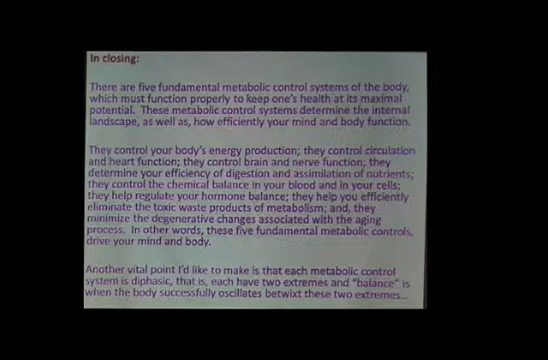 In closing:
There are five fundamental metabolic control systems of the body,
which must function properly to keep one's health at its maximal
potential. These metabolic control systems determine the internal
landscape, as well as, how efficiently your mind and body function.
They control your body's energy production; they control circulation
and heart function; they control brain and nerve function; they
determine your efficiency of digestion and assimilation of nutrients;
they control the chemical balance in your blood and in your cells;
they help regulate your hormone balance; they help you efficiently
eliminate the toxic waste products of metabolism; and, they
minimize the degenerative changes associated with the aging
process. In other words, these five fundamental metabolic controls,
drive your mind and body.
Another vital point I'd like to make is that each metabolic control
system is diphasic, that is, each have two extremes and "balance" is
when the body successfully oscillates betwixt these two extremes...